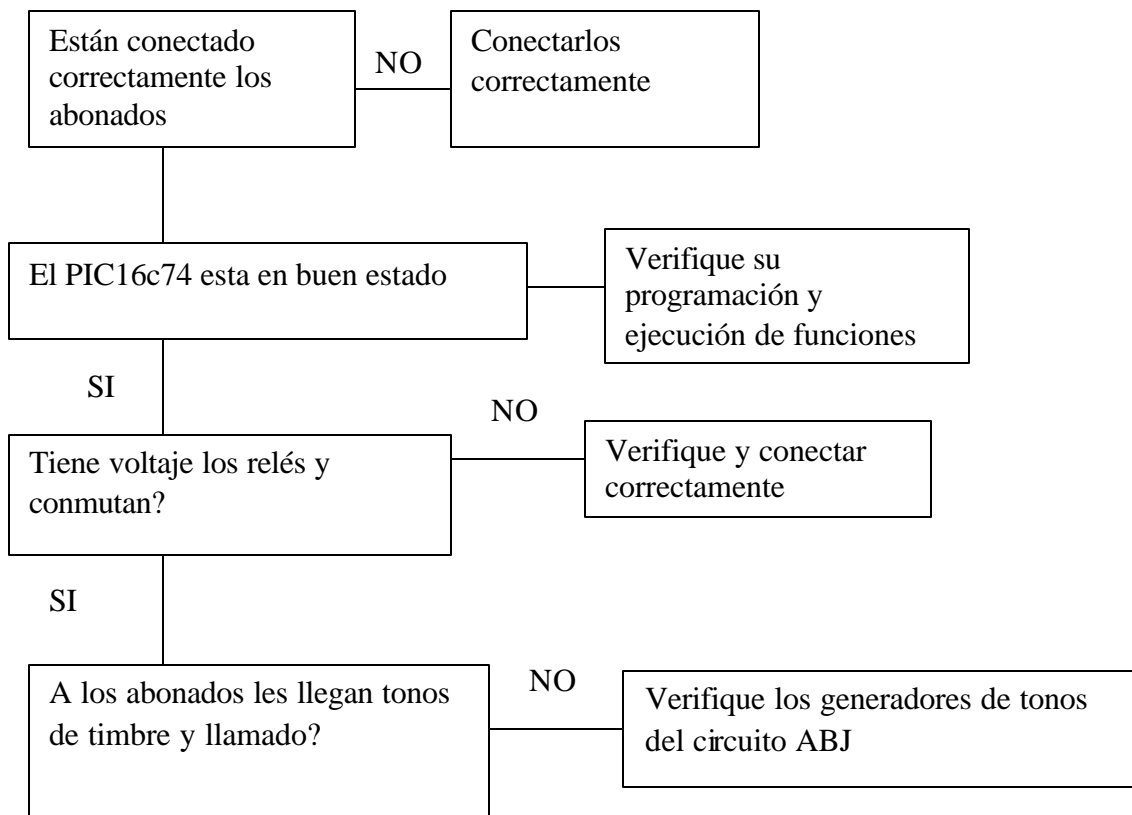 Están conectado
correctamente los
abonados
NO
Conectarlos
correctamente
El PIC16c74 esta en buen estado
Verifique su
programación y
ejecución de funciones
SI
NO
Tiene voltaje los relés y
conmutan?
Verifique y conectar
correctamente
SI
A los abonados les llegan tonos
de timbre y llamado?
NO
Verifique los generadores de tonos
del circuito ABJ